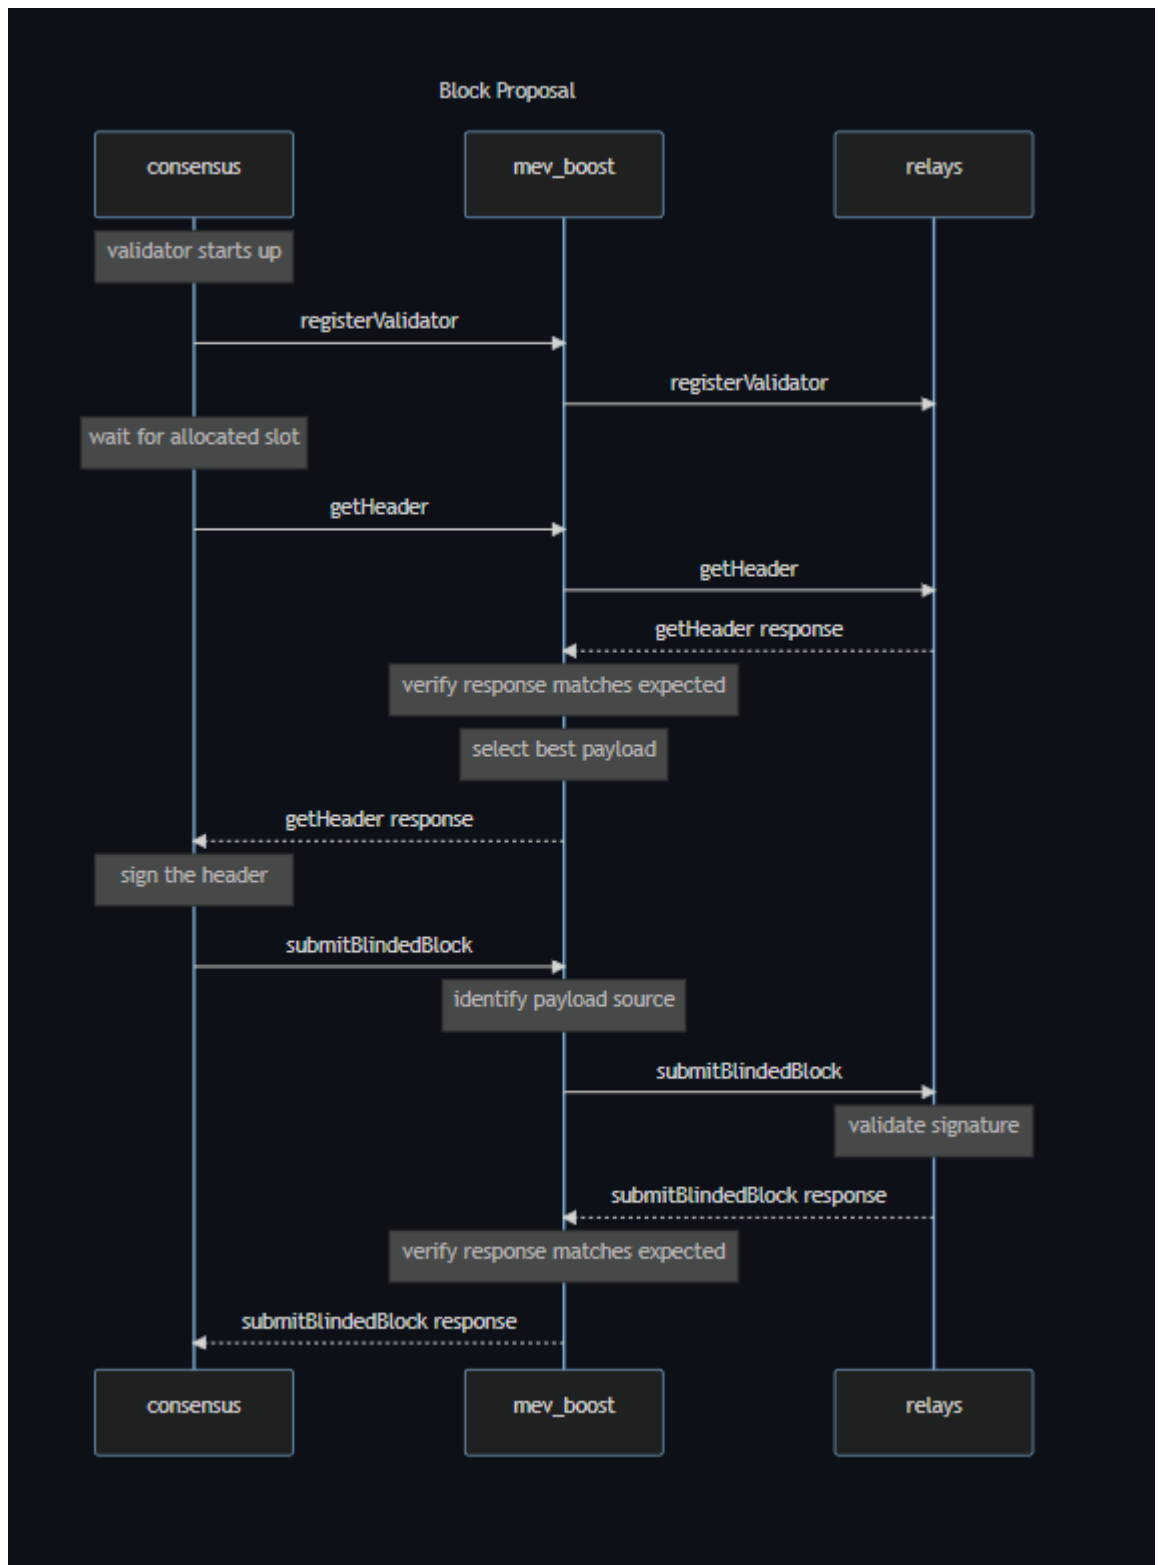 Block Proposal
consensus
mev_boost
relays
validator starts up
registerValidator
registerValidator
wait for allocated slot
getHeader
getHeader
getHeader response
verify response matches expected
select best payload
getHeader response
sign the header
submitBlindedBlock
identify payload source
submitBlindedBlock
validate signature
submitBlindedBlock response
verify response matches expected
submitBlindedBlock response
consensus
mev_boost
relays